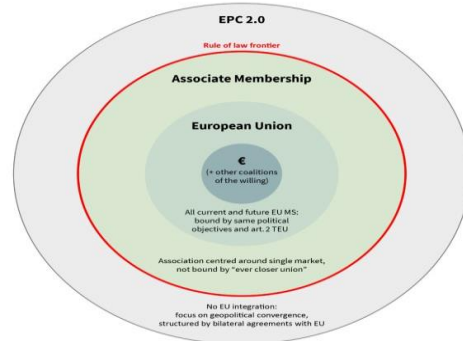 EPC 2.0
Rule of law frontier
Associate Membership
European Union
€
(+ other coalitions
of the willing)
All current and future EU MS:
bound by same political
objectives and art. 2 TEU
Association centred around single market,
not bound by "ever closer union"
No EU integration:
focus on geopolitical convergence,
structured by bilateral agreements with EU